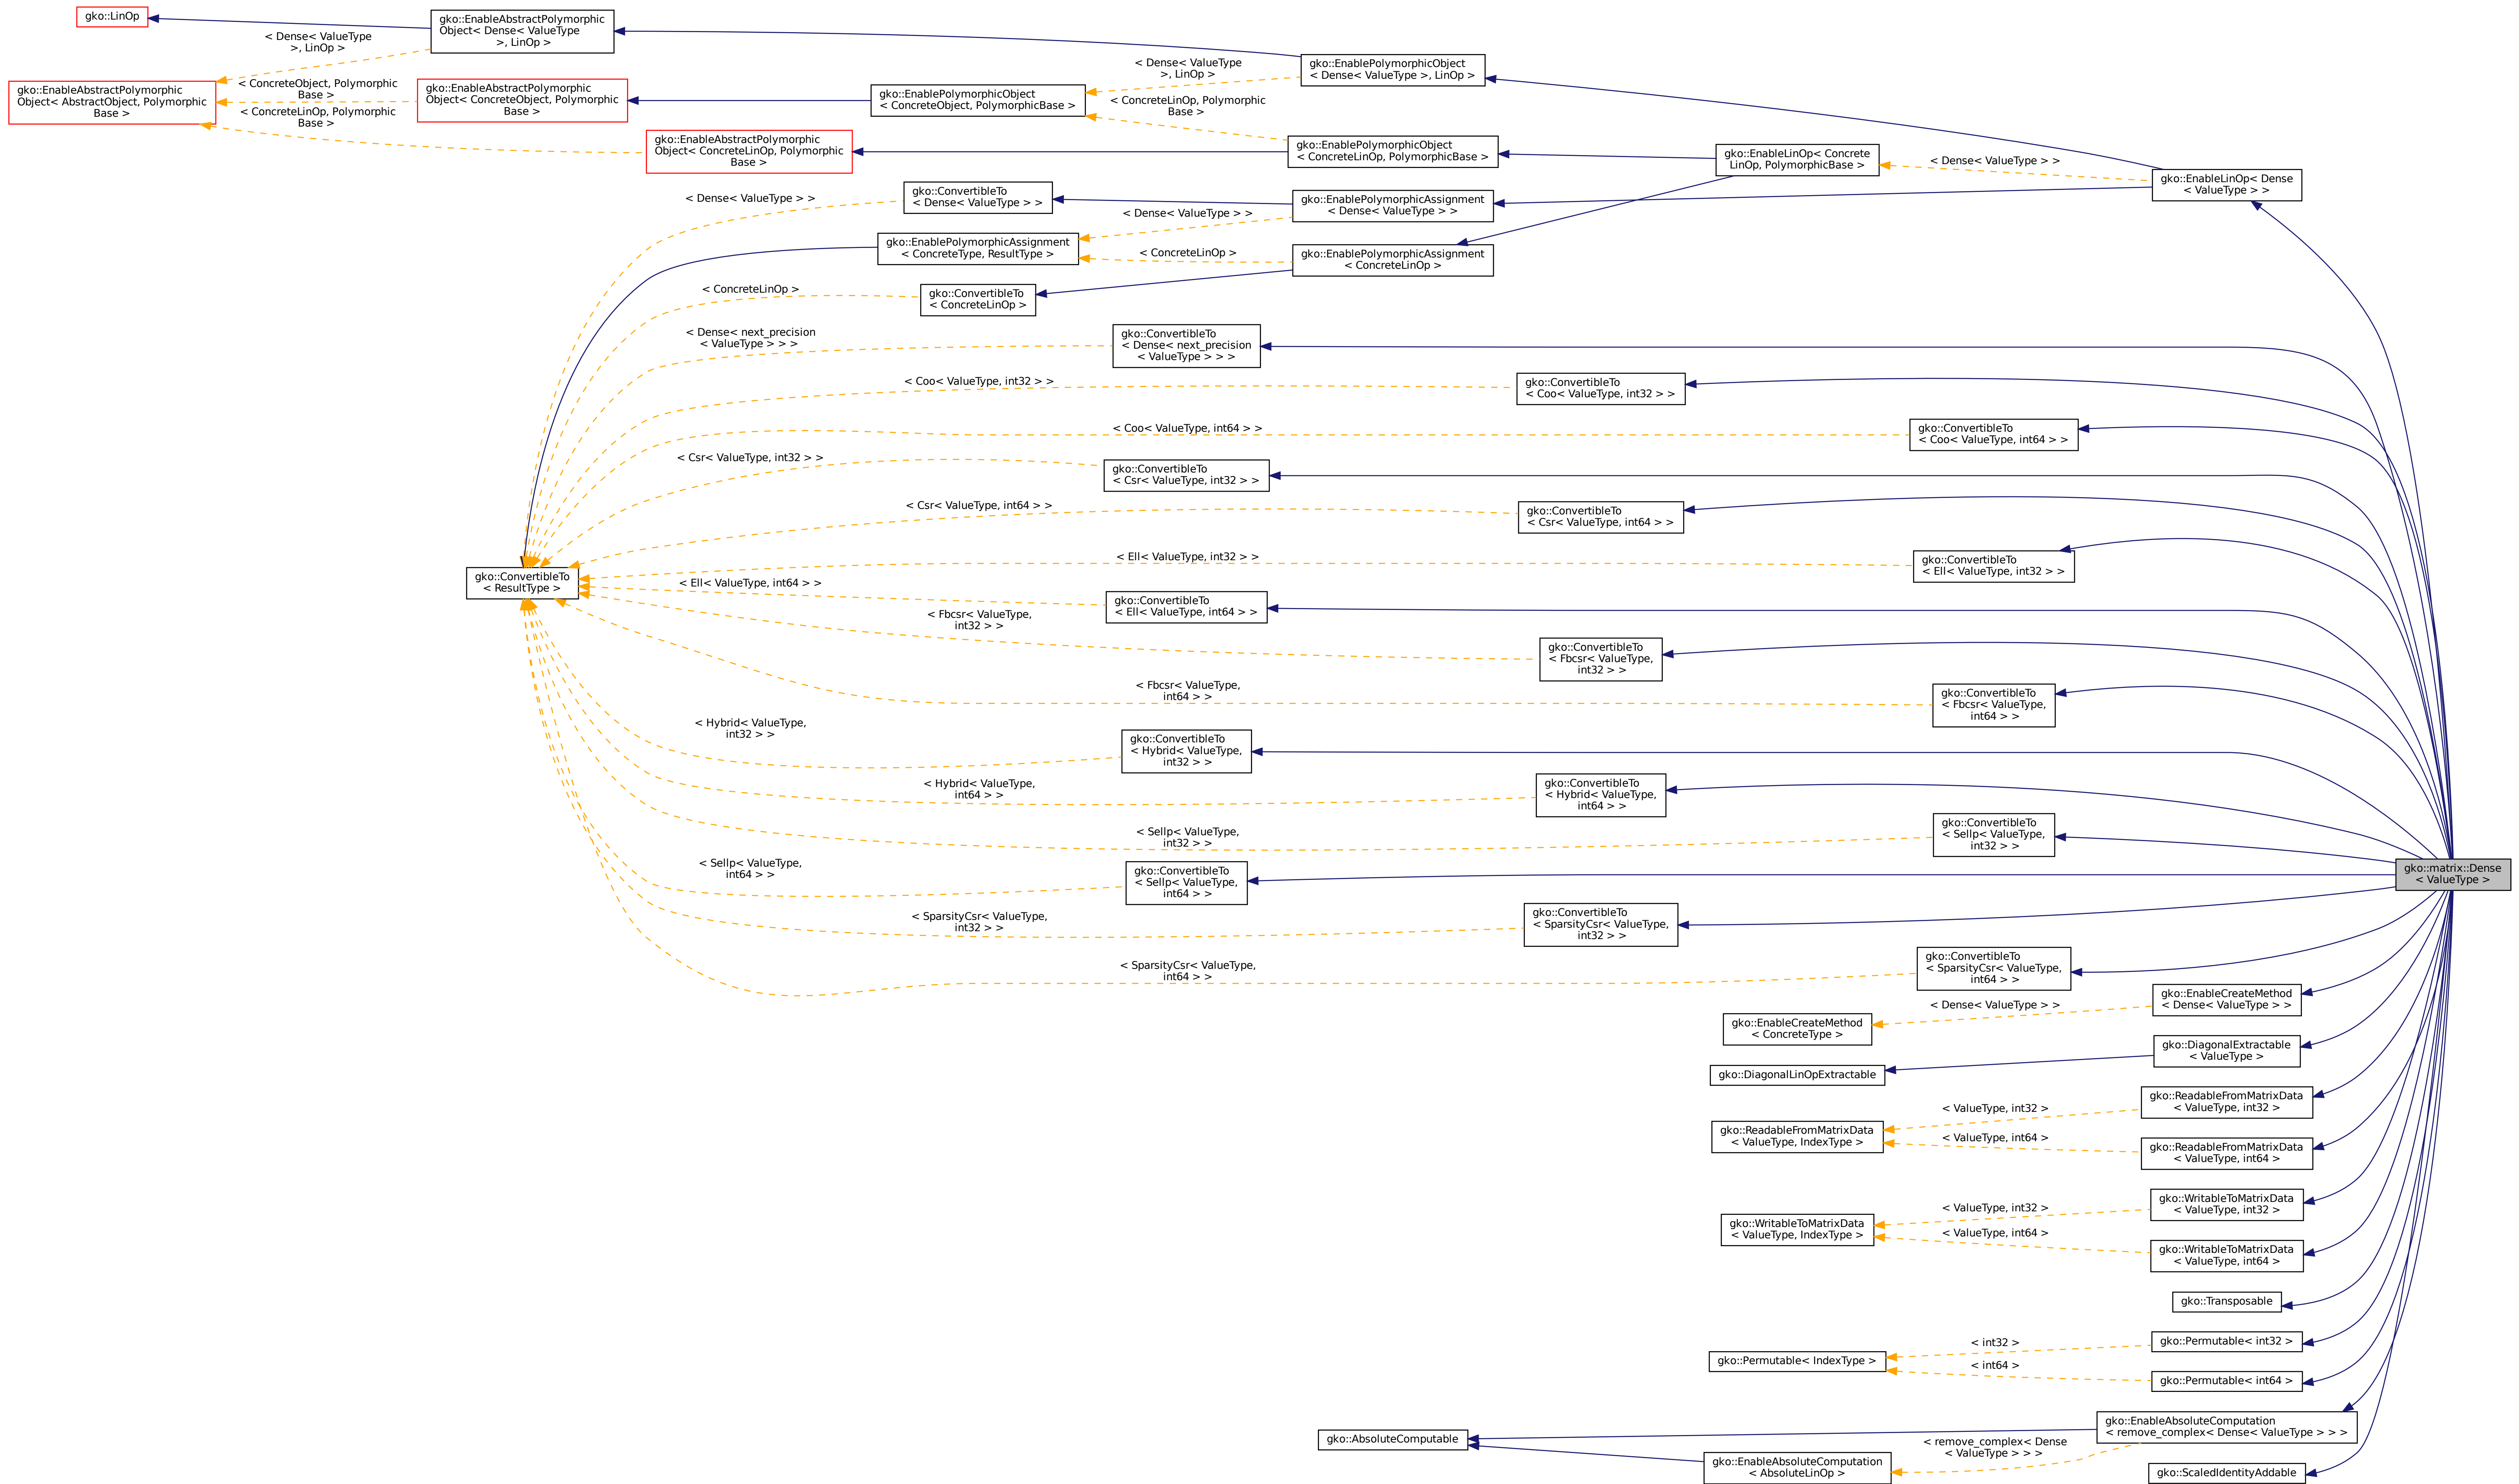 gko::LinOp
gko::EnableAbstractPolymorphic
Object< Dense< ValueType
>, LinOp >
< Dense< ValueType
>, LinOp >
gko::EnablePolymorphicObject
< Dense< ValueType >, LinOp >
< Dense< ValueType
>, LinOp >
gko::EnableAbstractPolymorphic
Object< AbstractObject, Polymorphic
Base >
< ConcreteObject, Polymorphic
Base >
< ConcreteLinOp, Polymorphic
Base >
gko::EnableAbstractPolymorphic
Object< ConcreteObject, Polymorphic
Base >
gko::EnablePolymorphicObject
< ConcreteObject, PolymorphicBase >
< ConcreteLinOp, Polymorphic
Base >
gko::EnableAbstractPolymorphic
Object< ConcreteLinOp, Polymorphic
Base >
gko::EnablePolymorphicObject
< ConcreteLinOp, PolymorphicBase >
gko::EnableLinOp< Concrete
LinOp, PolymorphicBase >
< Dense< ValueType > >
gko::EnableLinOp< Dense
< ValueType > >
< Dense< ValueType > >
gko::ConvertibleTo
< Dense< ValueType > >
gko::EnablePolymorphicAssignment
< Dense< ValueType > >
< Dense< ValueType > >
gko::EnablePolymorphicAssignment
< ConcreteType, ResultType >
< ConcreteLinOp >
gko::EnablePolymorphicAssignment
< ConcreteLinOp >
< ConcreteLinOp >
gko::ConvertibleTo
< ConcreteLinOp >
< Dense< next_precision
< ValueType > > >
gko::ConvertibleTo
< Dense< next_precision
< ValueType > > >
< Coo< ValueType, int32 > >
gko::ConvertibleTo
< Coo< ValueType, int32 > >
< Coo< ValueType, int64 > >
gko::ConvertibleTo
< Coo< ValueType, int64 > >
< Csr< ValueType, int32 > >
gko::ConvertibleTo
< Csr< ValueType, int32 > >
< Csr< ValueType, int64 > >
gko::ConvertibleTo
< Csr< ValueType, int64 > >
< Ell< ValueType, int32 > >
gko::ConvertibleTo
< Ell< ValueType, int32 > >
gko::ConvertibleTo
< ResultType >
< Ell< ValueType, int64 > >
gko::ConvertibleTo
< Ell< ValueType, int64 > >
< Fbcsr< ValueType,
int32 > >
gko::ConvertibleTo
< Fbcsr< ValueType,
int32 > >
< Fbcsr< ValueType,
int64 > >
gko::ConvertibleTo
< Fbcsr< ValueType,
int64 > >
< Hybrid< ValueType,
int32 > >
gko::ConvertibleTo
< Hybrid< ValueType,
int32 > >
< Hybrid< ValueType,
int64 > >
gko::ConvertibleTo
< Hybrid< ValueType,
int64 > >
< Sellp< ValueType,
int32 > >
gko::ConvertibleTo
< Sellp< ValueType,
int32 > >
< Sellp< ValueType,
int64 > >
gko::ConvertibleTo
< Sellp< ValueType,
int64 > >
gko::matrix::Dense
< ValueType >
< SparsityCsr< ValueType,
int32 > >
gko::ConvertibleTo
< SparsityCsr< ValueType,
int32 > >
< SparsityCsr< ValueType,
int64 > >
gko::ConvertibleTo
< SparsityCsr< ValueType,
int64 > >
< Dense< ValueType > >
gko::EnableCreateMethod
< Dense< ValueType > >
gko::EnableCreateMethod
< ConcreteType >
gko::DiagonalExtractable
< ValueType >
gko::DiagonalLinOpExtractable
gko::ReadableFromMatrixData
< ValueType, int32 >
< ValueType, int32 >
gko::ReadableFromMatrixData
< ValueType, IndexType >
< ValueType, int64 >
gko::ReadableFromMatrixData
< ValueType, int64 >
gko::WritableToMatrixData
< ValueType, int32 >
< ValueType, int32 >
gko::WritableToMatrixData
< ValueType, IndexType >
< ValueType, int64 >
gko::WritableToMatrixData
< ValueType, int64 >
gko::Transposable
< int32 >
gko::Permutable< int32 >
gko::Permutable< IndexType >
< int64 >
gko::Permutable< int64 >
gko::EnableAbsoluteComputation
< remove_complex< Dense< ValueType > > >
gko::AbsoluteComputable
< remove_complex< Dense
< ValueType > > >
gko::EnableAbsoluteComputation
< AbsoluteLinOp >
gko::ScaledIdentityAddable